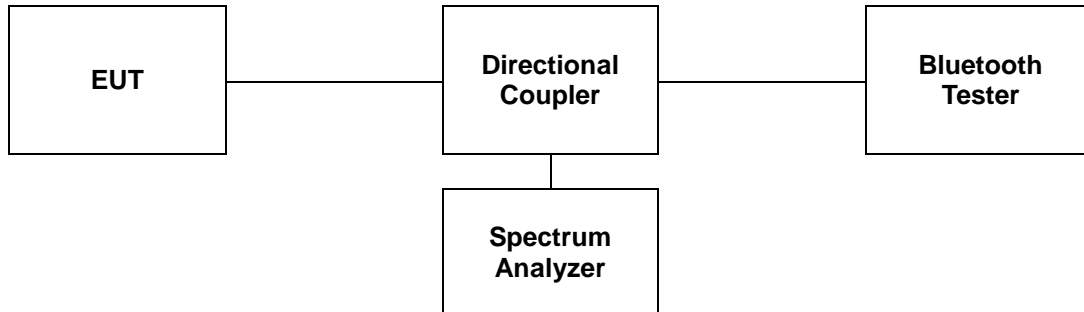 EUT
Directional
Coupler
Bluetooth
Tester
Spectrum
Analyzer